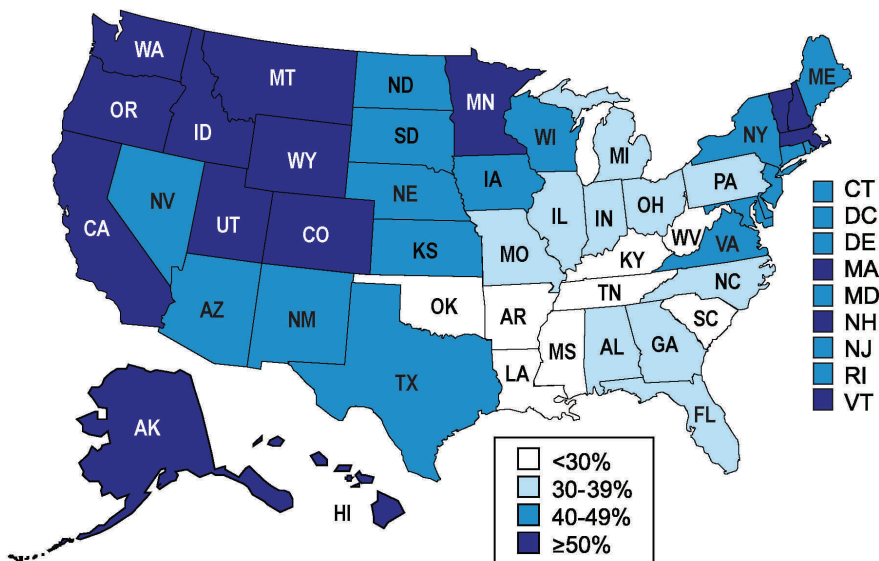 WA
ME
MT
ND
MN
OR
NY
ID
WI
SD
MI
WY
CT
PA
IA
DC
NE
NV
OH
DE
IL
IN
UT
WV
CA
CO
VA
MA
KS
MO
KY
MD
NC
NH
TN
OK
AZ
NM
AR
SC
NJ
MS
AL
GA
RI
LA
TX
VT
FL
AK
<30%
30-39%
HI
40-49%
≥50%